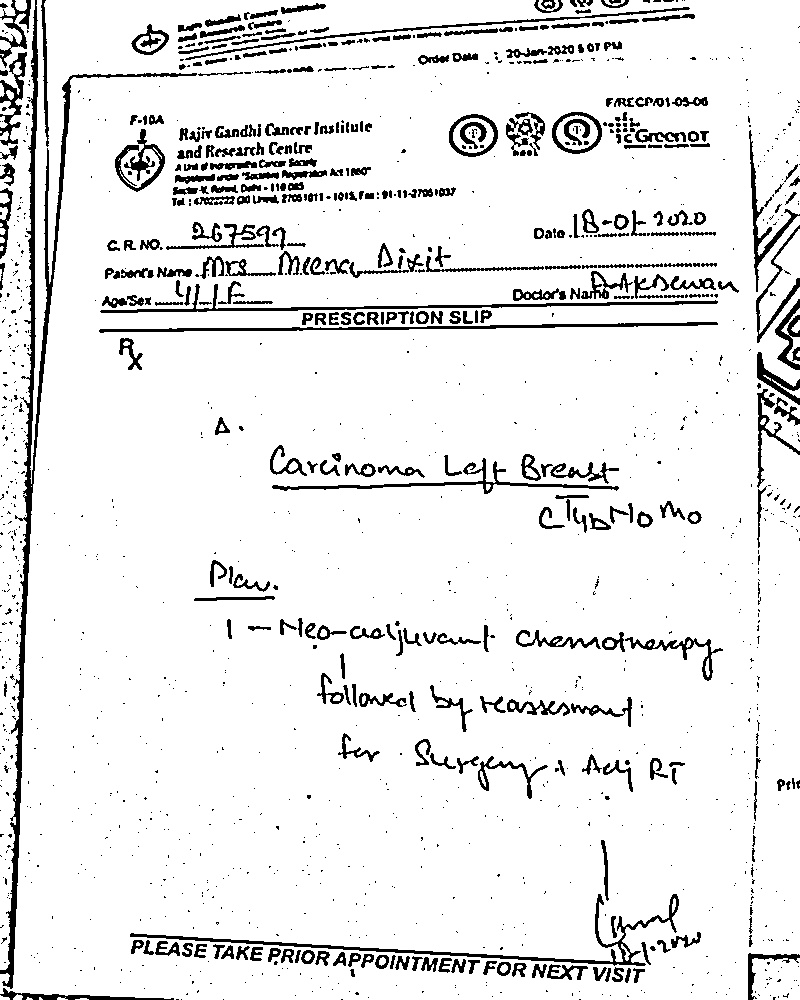 Rajiv Gandhi Cancer Institute
and Research Centre
Order Date : 20-Jan-2020 5 07 PM
F/RECP/01-05-06
F-10A
Rajiv Gandhi Cancer Institute
and Research Centre
A Unit of Indraprastha Cancer Society
Registered under "Societies Registration Act 1860"
Sector-V, Rohini, Delhi - 110 085
Tel : 47022222 (30 Lines), 27051011 - 1015, Fax : 91-11-27051037
GreenOT
C. R. NO. 267597
Date 18-01-2020
Patient's Name Mrs Meena Dixit
Age/Sex 41/F
Doctor's Name Dr AK Dewan
PRESCRIPTION SLIP
Rx
Δ.
Carcinoma Left Breast
cT4bN0M0
Plan.
1 - Neo-adjuvant chemotherapy
followed by reassesment
for Surgery + Adj RT
18/1.2020
PLEASE TAKE PRIOR APPOINTMENT FOR NEXT VISIT